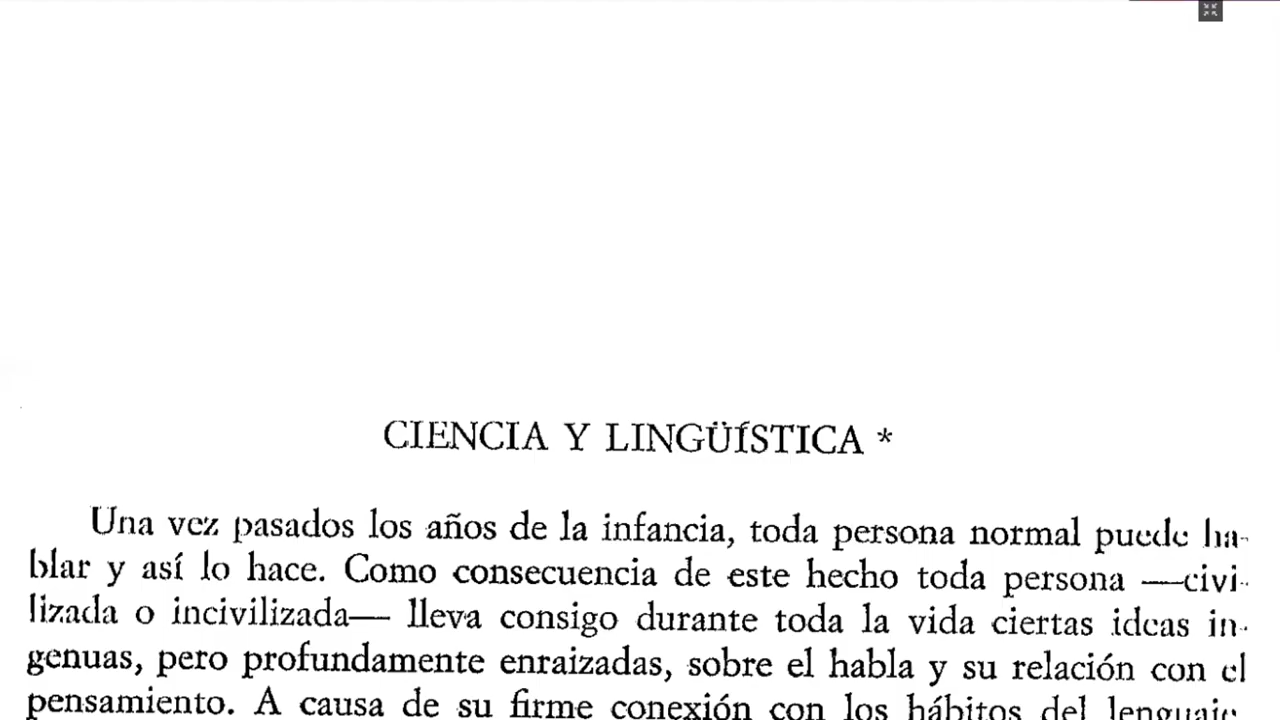 CIENCIA Y LINGÜÍSTICA *
Una vez pasados los años de la infancia, toda persona normal puede ha-
blar y así lo hace. Como consecuencia de este hecho toda persona —civi-
lizada o incivilizada— lleva consigo durante toda la vida ciertas ideas in-
genuas, pero profundamente enraizadas, sobre el habla y su relación con el
pensamiento. A causa de su firme conexión con los hábitos del lenguaje